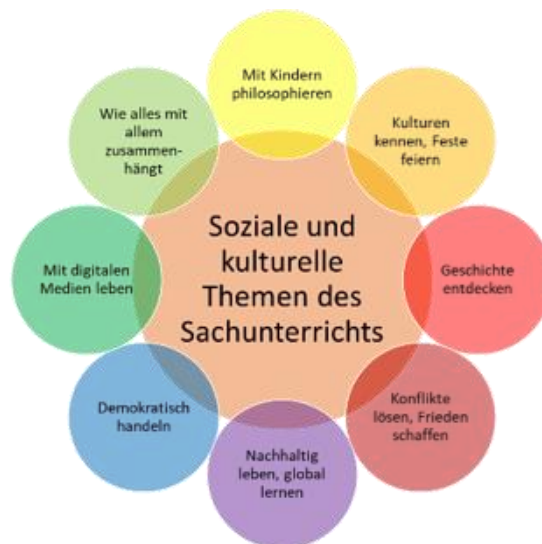 Mit Kindern
philosophieren
Kulturen
kennen, Feste
feiern
Geschichte
entdecken
Konflikte
lösen, Frieden
schaffen
Nachhaltig
leben, global
lernen
Demokratisch
handeln
Mit digitalen
Medien leben
Wie alles mit
allem
zusammen-
hängt
Soziale und
kulturelle
Themen des
Sachunterrichts